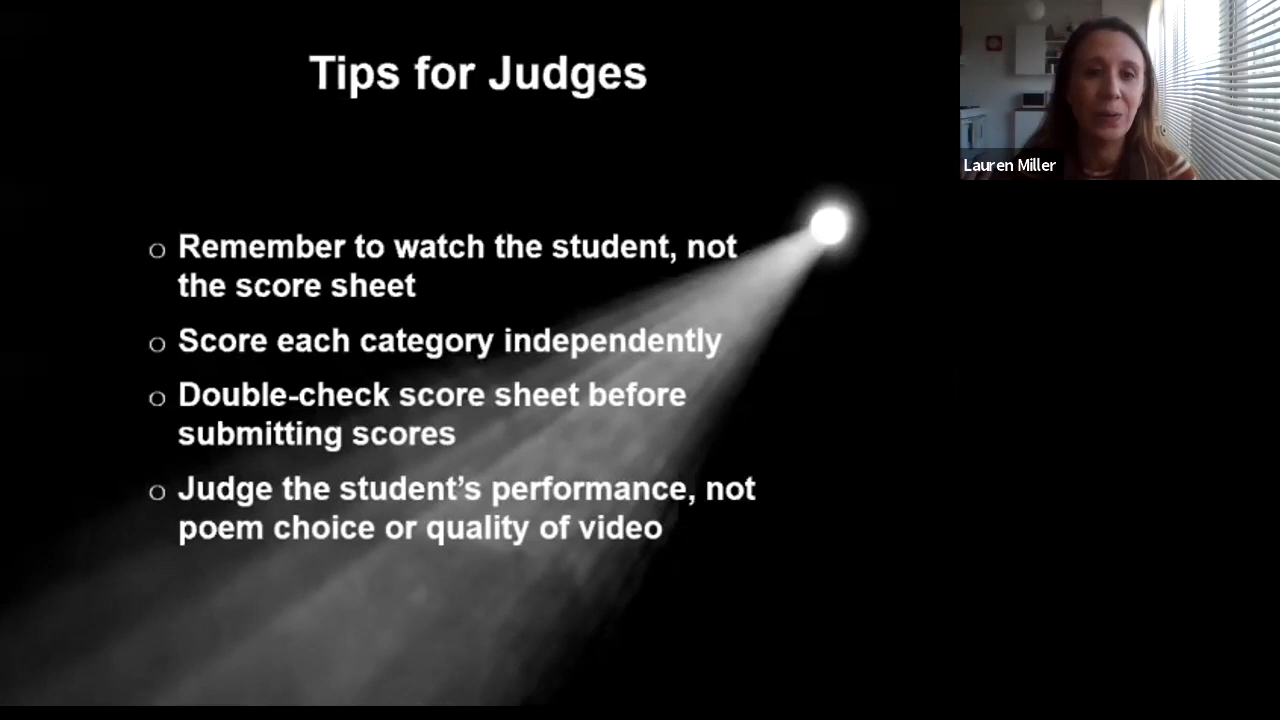 Tips for Judges
Lauren Miller
o Remember to watch the student, not
the score sheet
o Score each category independently
o Double-check score sheet before
submitting scores
o Judge the student’s performance, not
poem choice or quality of video